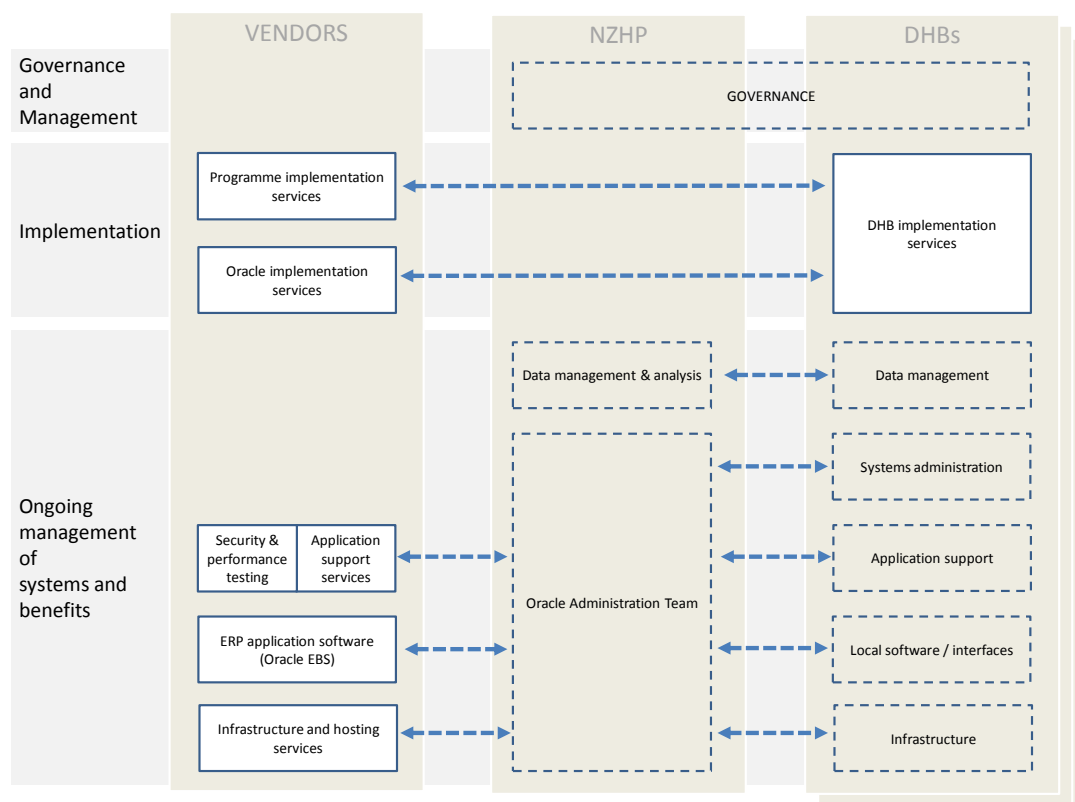 VENDORS
NZHP
DHBs
Governance
and
Management
GOVERNANCE
Implementation
Programme implementation
services
Oracle implementation
services
DHB implementation
services
Ongoing
management
of
systems and
benefits
Data management & analysis
Data management
Systems administration
Security &
performance
testing
Application
support
services
Oracle Administration Team
Application support
ERP application software
(Oracle EBS)
Local software / interfaces
Infrastructure and hosting
services
Infrastructure